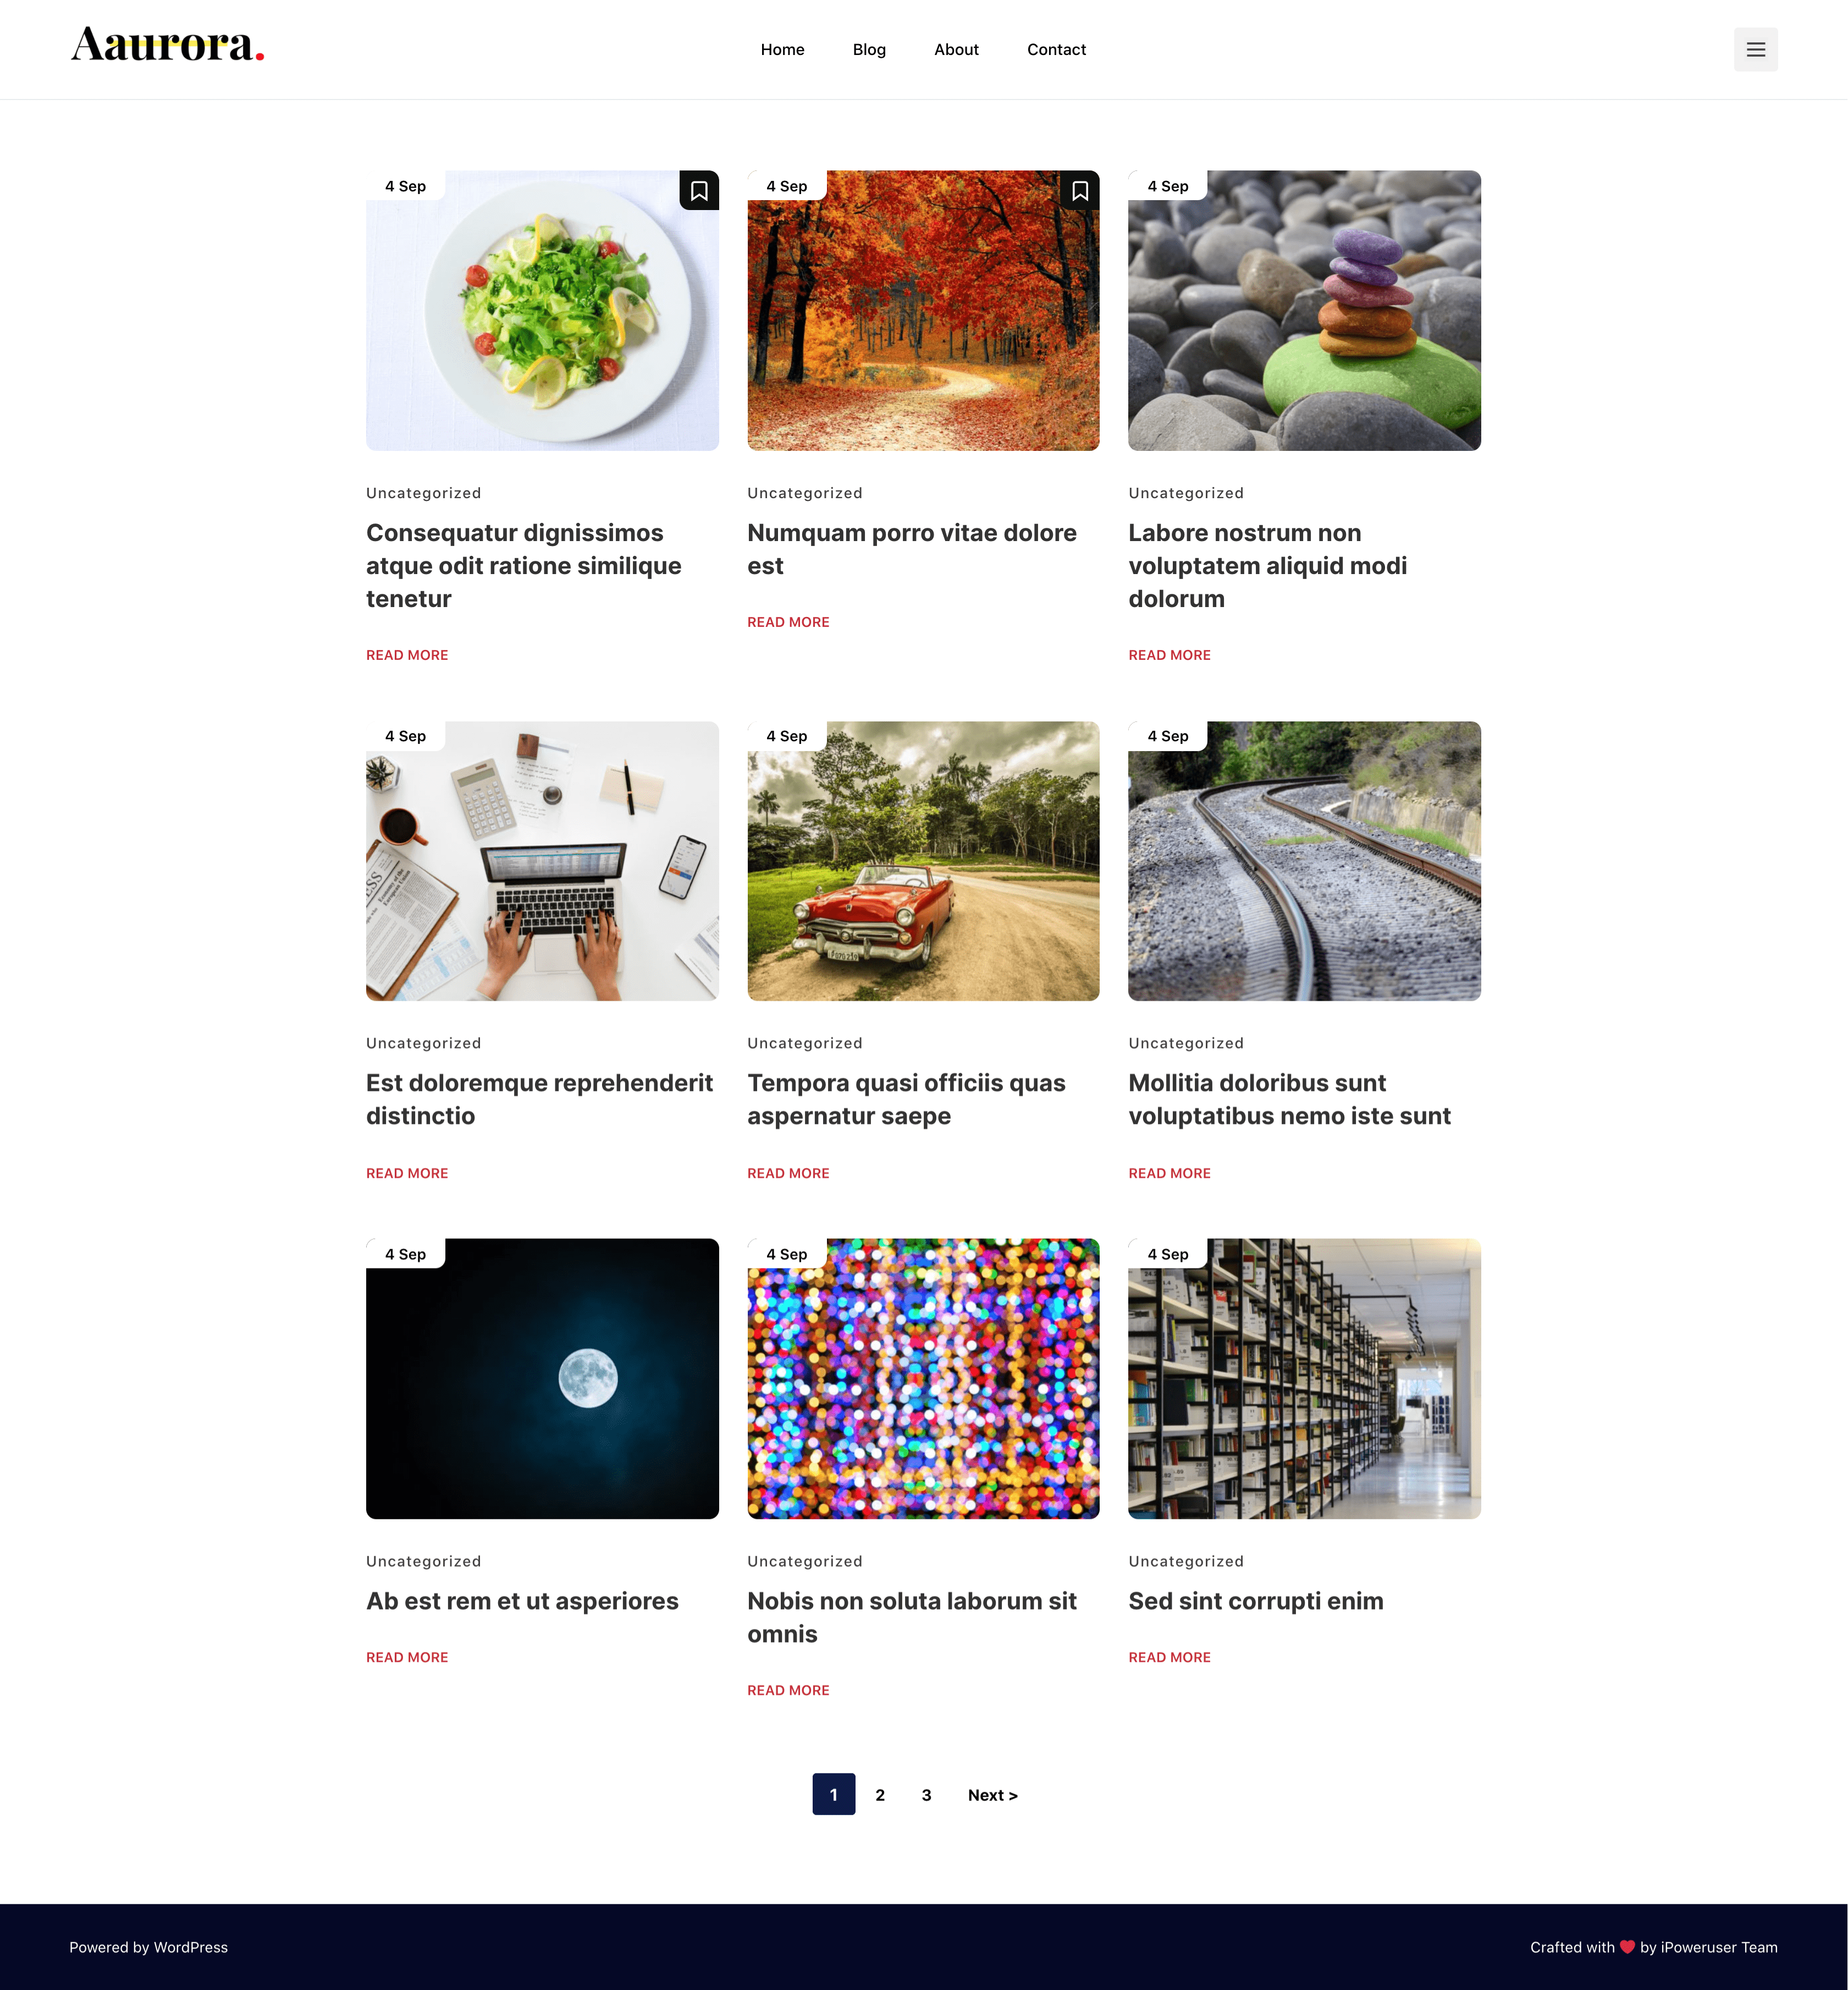 Aaurora.
Home Blog About Contact
4 Sep
4 Sep
4 Sep
Uncategorized
Consequatur dignissimos
atque odit ratione similique
tenetur
READ MORE
Uncategorized
Numquam porro vitae dolore
est
READ MORE
Uncategorized
Labore nostrum non
voluptatem aliquid modi
dolorum
READ MORE
4 Sep
4 Sep
4 Sep
Uncategorized
Est doloremque reprehenderit
distinctio
READ MORE
Uncategorized
Tempora quasi officiis quas
aspernatur saepe
READ MORE
Uncategorized
Mollitia doloribus sunt
voluptatibus nemo iste sunt
READ MORE
4 Sep
4 Sep
4 Sep
Uncategorized
Ab est rem et ut asperiores
READ MORE
Uncategorized
Nobis non soluta laborum sit
omnis
READ MORE
Uncategorized
Sed sint corrupti enim
READ MORE
1 2 3 Next >
Powered by WordPress
Crafted with ❤️ by iPoweruser Team